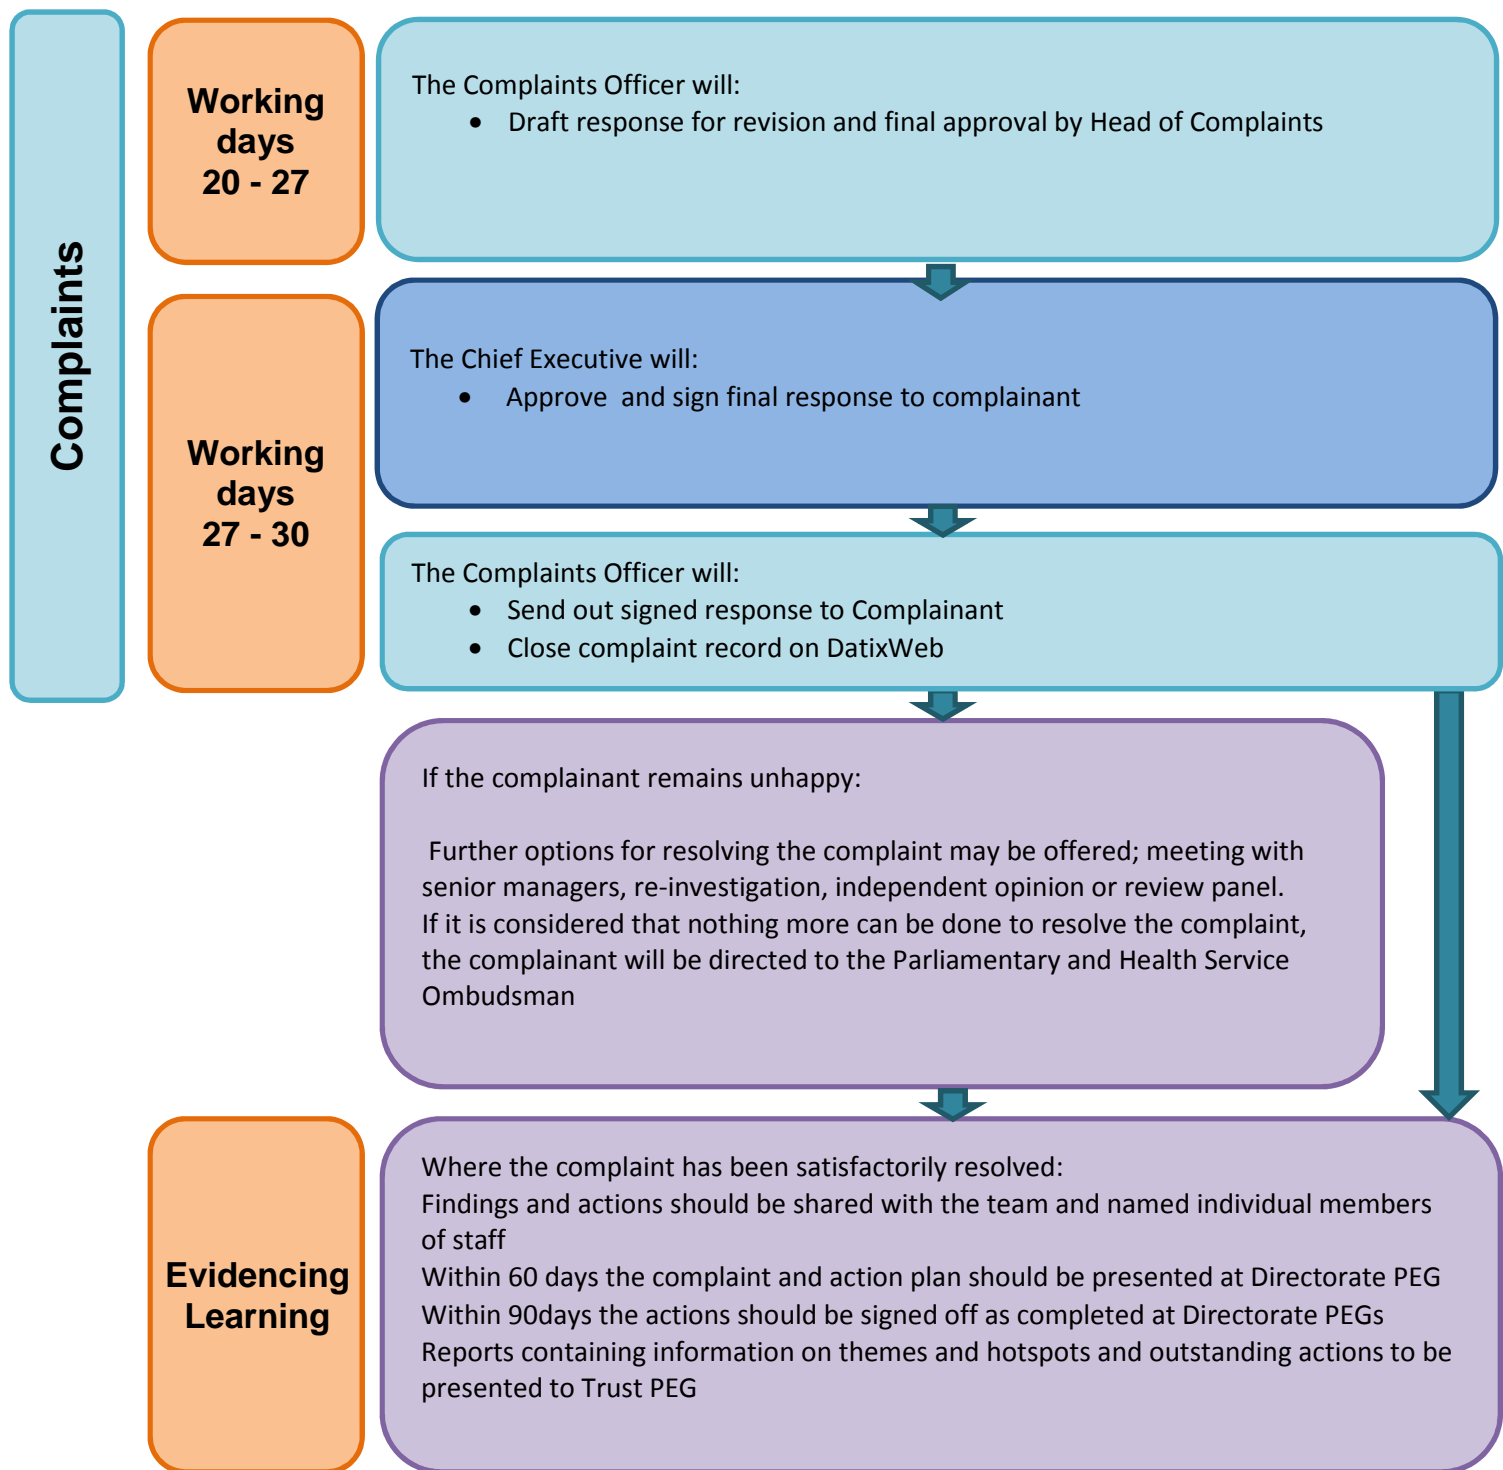 Complaints
Working
days
20 - 27
The Complaints Officer will:
• Draft response for revision and final approval by Head of Complaints
Working
days
27 - 30
The Chief Executive will:
• Approve  and sign final response to complainant
The Complaints Officer will:
• Send out signed response to Complainant
• Close complaint record on DatixWeb
If the complainant remains unhappy:
Further options for resolving the complaint may be offered; meeting with
senior managers, re-investigation, independent opinion or review panel.
If it is considered that nothing more can be done to resolve the complaint,
the complainant will be directed to the Parliamentary and Health Service
Ombudsman
Evidencing
Learning
Where the complaint has been satisfactorily resolved:
Findings and actions should be shared with the team and named individual members
of staff
Within 60 days the complaint and action plan should be presented at Directorate PEG
Within 90days the actions should be signed off as completed at Directorate PEGs
Reports containing information on themes and hotspots and outstanding actions to be
presented to Trust PEG